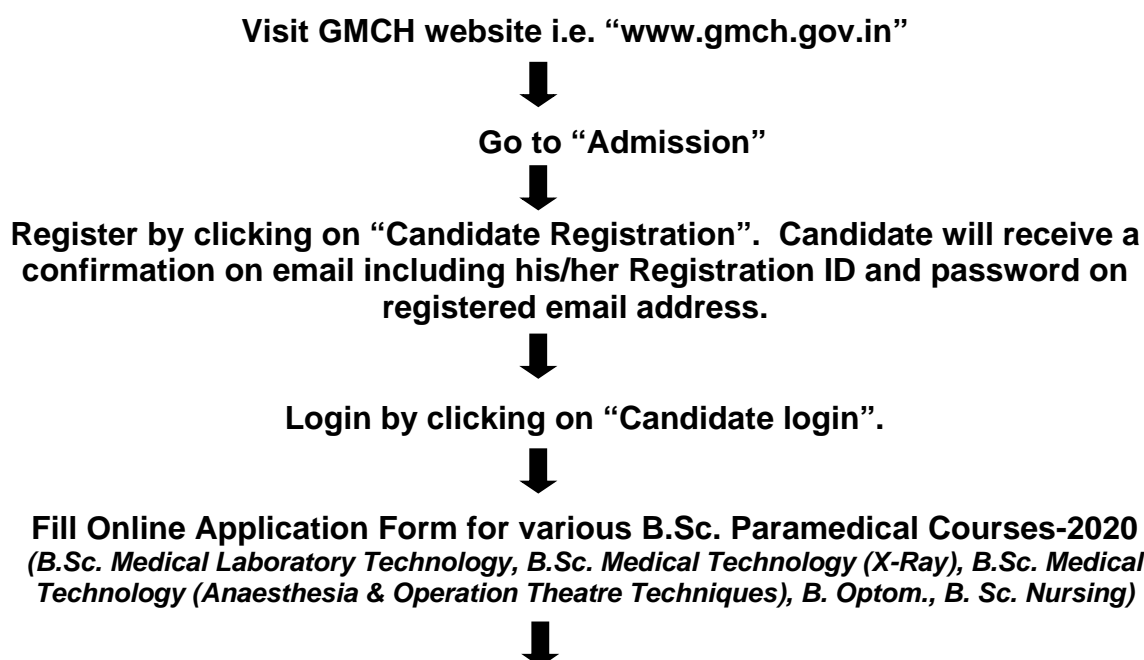 Visit GMCH website i.e. “www.gmch.gov.in”
Go to “Admission”
Register by clicking on “Candidate Registration”.  Candidate will receive a
confirmation on email including his/her Registration ID and password on
registered email address.
Login by clicking on “Candidate login”.
Fill Online Application Form for various B.Sc. Paramedical Courses-2020
(B.Sc. Medical Laboratory Technology, B.Sc. Medical Technology (X-Ray), B.Sc. Medical
Technology (Anaesthesia & Operation Theatre Techniques), B. Optom., B. Sc. Nursing)